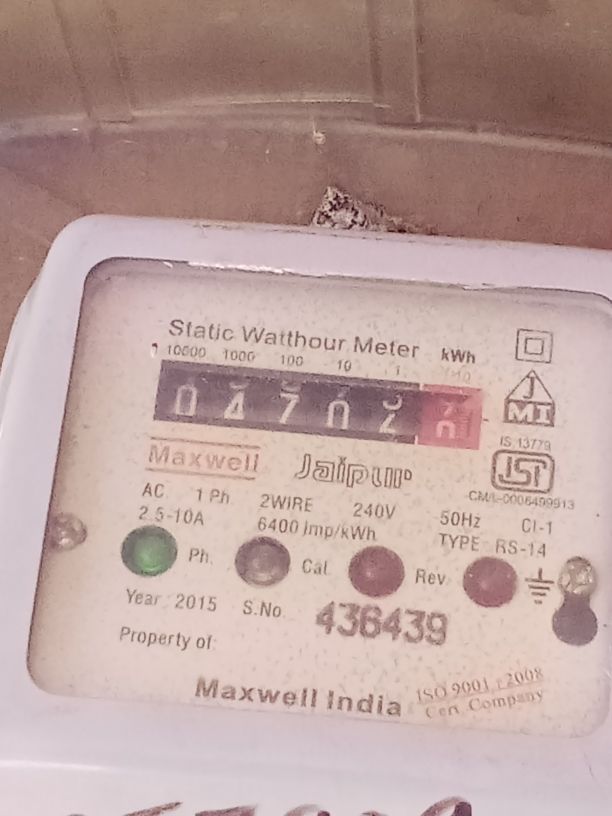 Static Watthour Meter kWh
10000 1000 100 10 1 1/10
0 4 7 0 2
J
MI
IS 13779
ISI
Maxwell Jaipur
CM/L-0006499913
AC 1 Ph. 2WIRE 240V 50Hz Cl-1
2.5-10A 6400 imp/kWh TYPE RS-14
Ph. Cal. Rev.
Year 2015 S.No. 436439
Property of:
Maxwell India ISO 9001 : 2008
Cert. Company